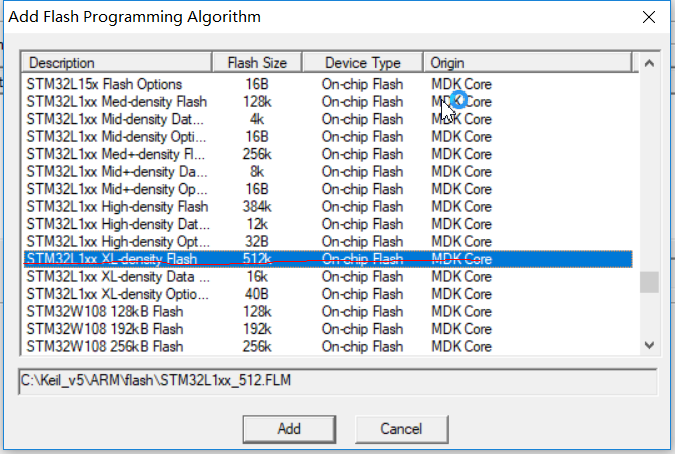 Add Flash Programming Algorithm
Description Flash Size Device Type Origin
STM32L15x Flash Options 16B On-chip Flash MDK Core
STM32L1xx Med-density Flash 128k On-chip Flash MDK Core
STM32L1xx Mid-density Dat... 4k On-chip Flash MDK Core
STM32L1xx Mid-density Opti... 16B On-chip Flash MDK Core
STM32L1xx Med+-density Fl... 256k On-chip Flash MDK Core
STM32L1xx Mid+-density Da... 8k On-chip Flash MDK Core
STM32L1xx Mid+-density Op... 16B On-chip Flash MDK Core
STM32L1xx High-density Flash 384k On-chip Flash MDK Core
STM32L1xx High-density Dat... 12k On-chip Flash MDK Core
STM32L1xx High-density Opt... 32B On-chip Flash MDK Core
STM32L1xx XL-density Flash 512k On-chip Flash MDK Core
STM32L1xx XL-density Data ... 16k On-chip Flash MDK Core
STM32L1xx XL-density Optio... 40B On-chip Flash MDK Core
STM32W108 128kB Flash 128k On-chip Flash MDK Core
STM32W108 192kB Flash 192k On-chip Flash MDK Core
STM32W108 256kB Flash 256k On-chip Flash MDK Core
C:\Keil_v5\ARM\flash\STM32L1xx_512.FLM
Add Cancel